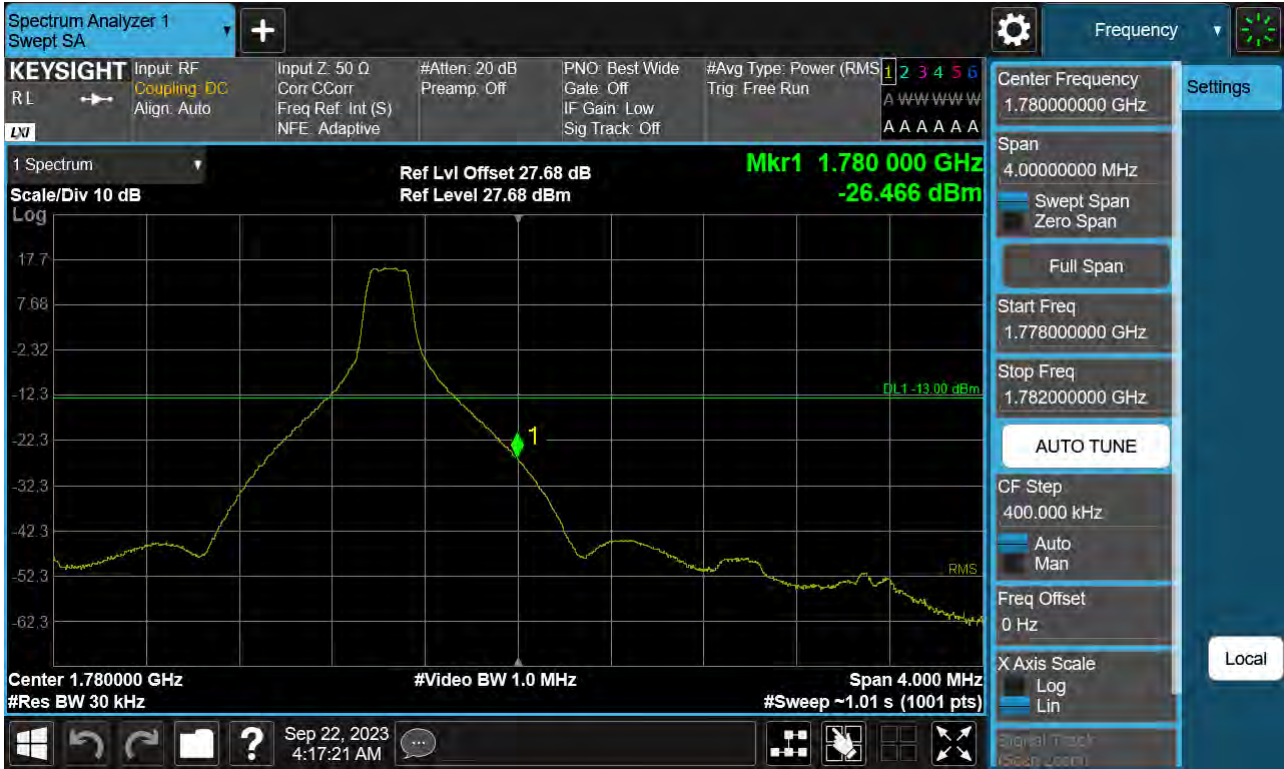 Spectrum Analyzer 1
Swept SA
Frequency
KEYSIGHT
RL
LXI
Input: RF
Coupling: DC
Align: Auto
Input Z: 50 Ω
Corr CCorr
Freq Ref: Int (S)
NFE: Adaptive
#Atten: 20 dB
Preamp: Off
PNO: Best Wide
Gate: Off
IF Gain: Low
Sig Track: Off
#Avg Type: Power (RMS
Trig: Free Run
1 2 3 4 5 6
A W W W W W
A A A A A A
1 Spectrum
Scale/Div 10 dB
Log
Ref Lvl Offset 27.68 dB
Ref Level 27.68 dBm
Mkr1 1.780 000 GHz
-26.466 dBm
17.7
7.68
-2.32
-12.3
-22.3
-32.3
-42.3
-52.3
-62.3
DL1 -13.00 dBm
1
RMS
Center 1.780000 GHz
#Res BW 30 kHz
#Video BW 1.0 MHz
Span 4.000 MHz
#Sweep ~1.01 s (1001 pts)
Center Frequency
1.780000000 GHz
Span
4.00000000 MHz
Swept Span
Zero Span
Full Span
Start Freq
1.778000000 GHz
Stop Freq
1.782000000 GHz
AUTO TUNE
CF Step
400.000 kHz
Auto
Man
Freq Offset
0 Hz
X Axis Scale
Log
Lin
Signal Track
(Span Zoom)
Settings
Local
?
Sep 22, 2023
4:17:21 AM